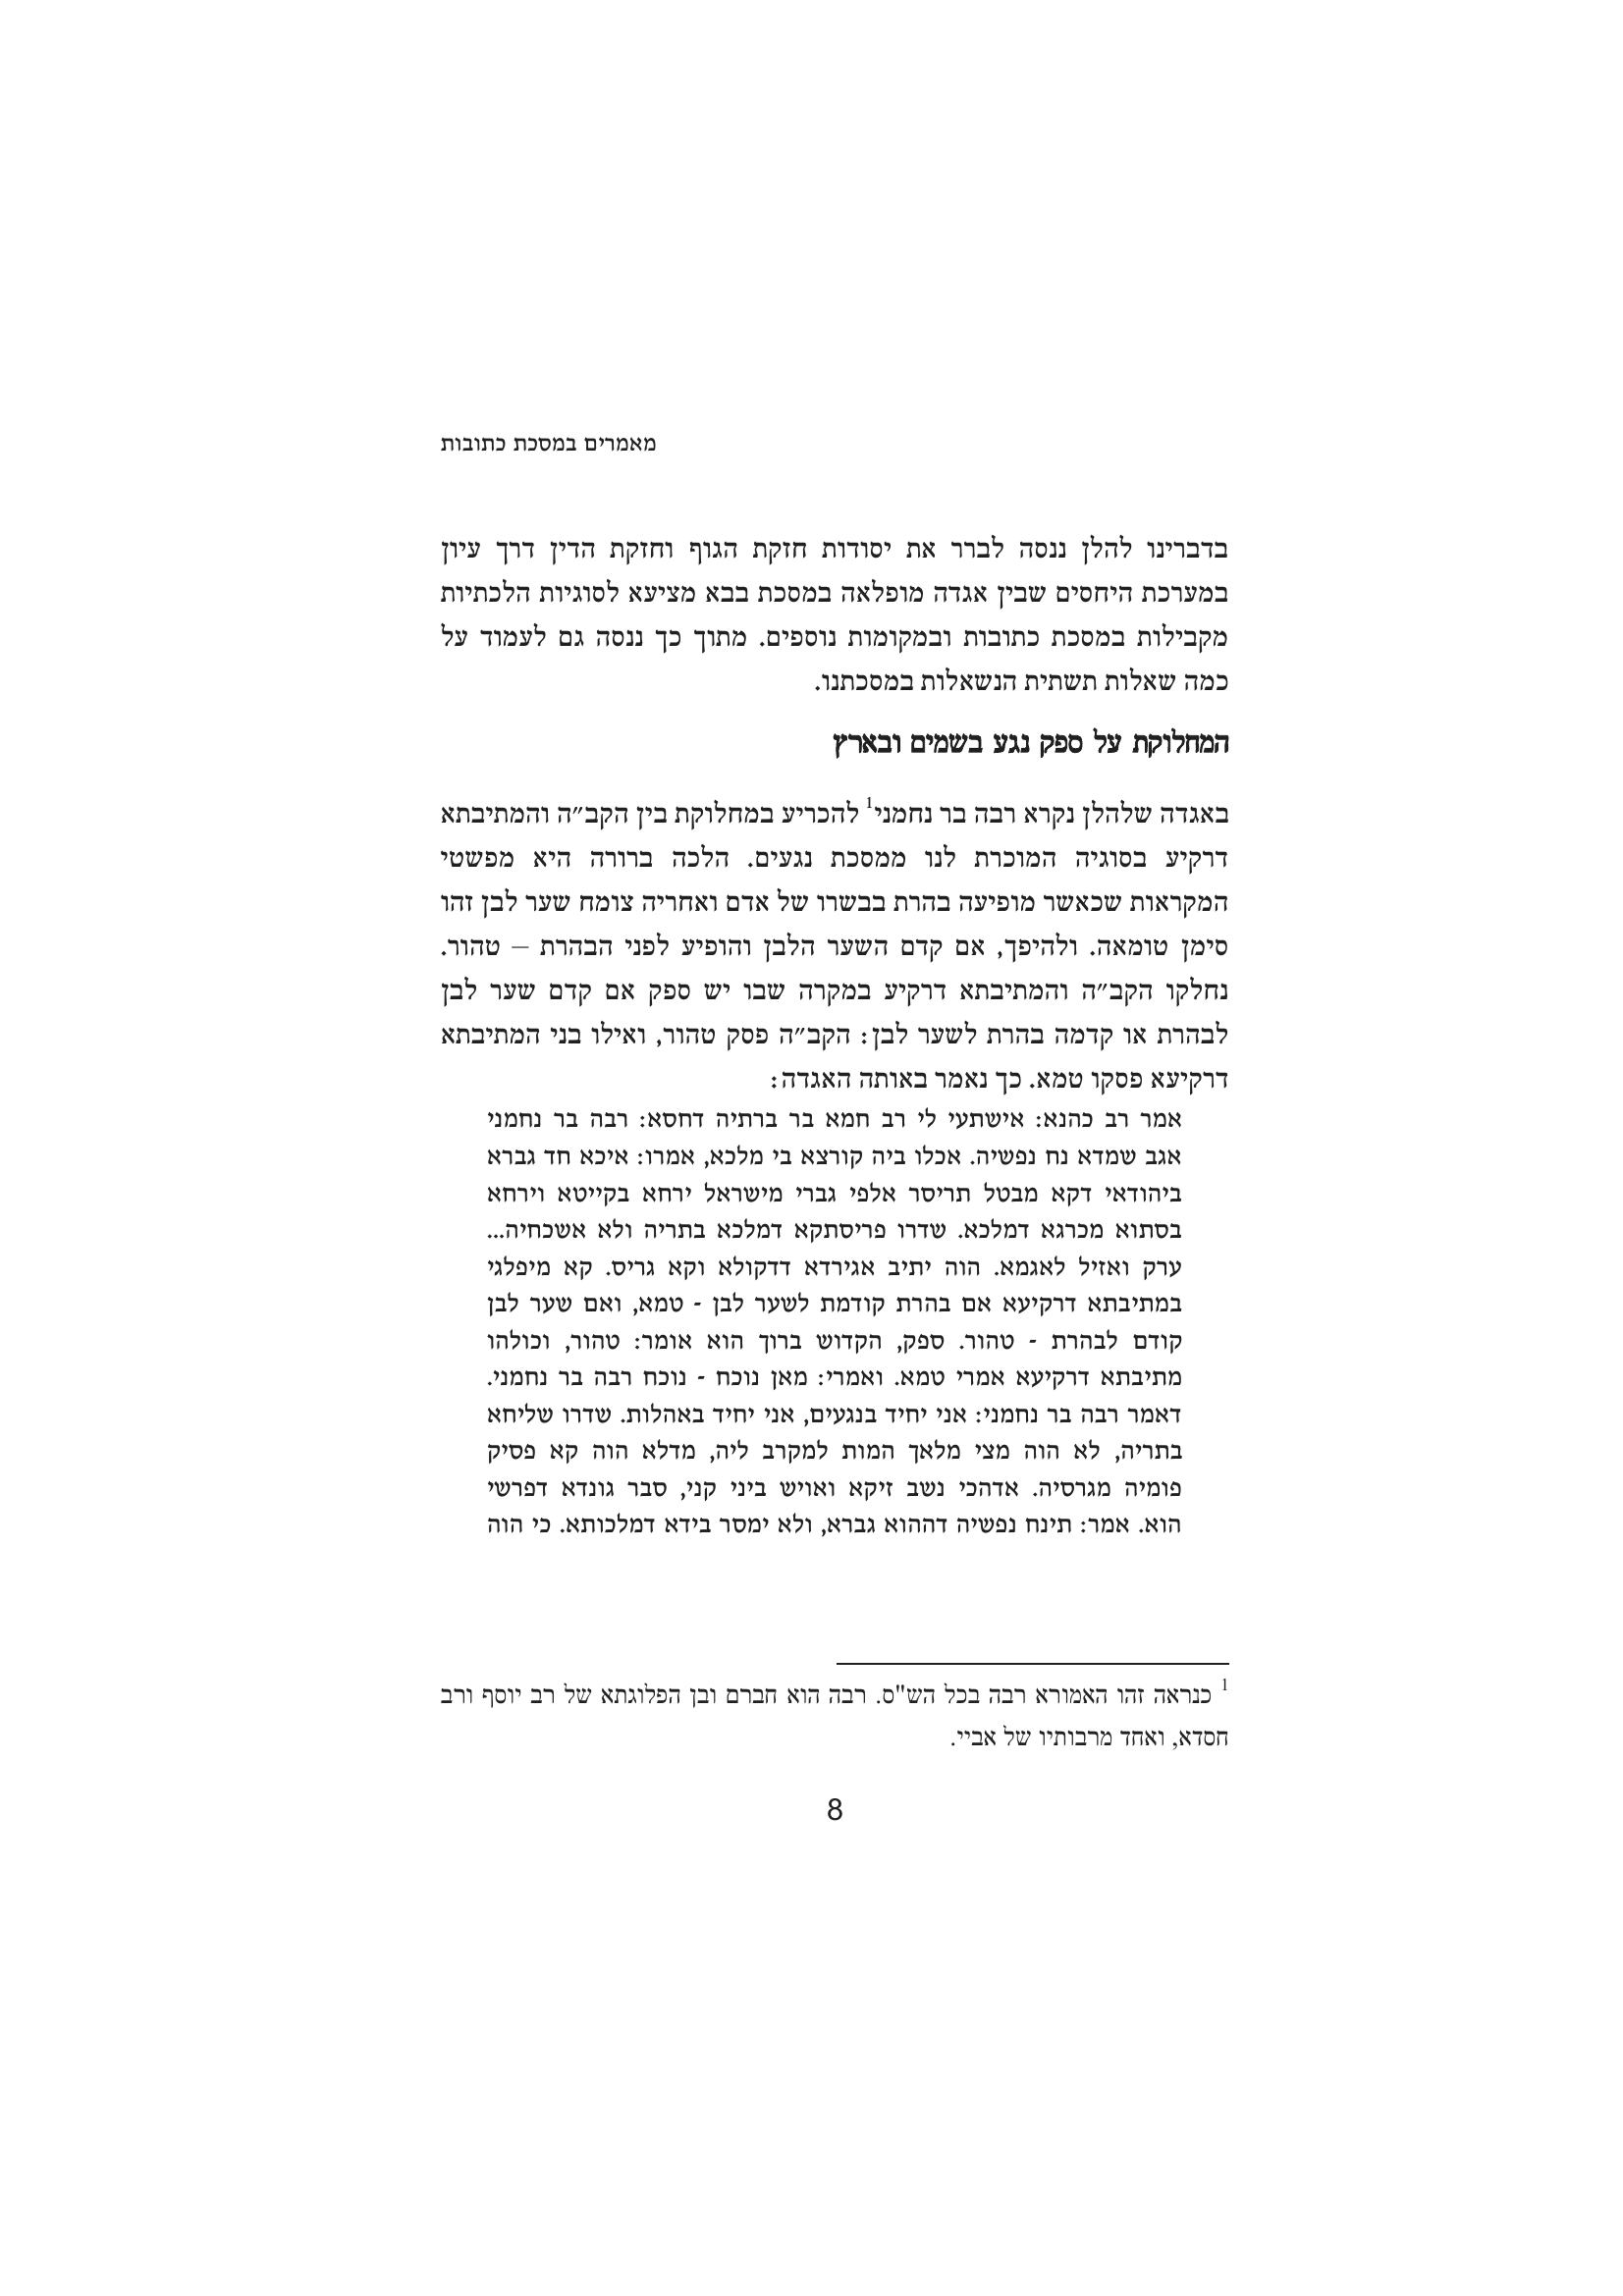 מאמרים במסכת כתובות
בדברינו להלן ננסה לברר את יסודות חזקת הגוף וחזקת הדין דרך עיון
במערכת היחסים שבין אגדה מופלאה במסכת בבא מציעא לסוגיות הלכתיות
מקבילות במסכת כתובות ובמקומות נוספים. מתוך כך ננסה גם לעמוד על
כמה שאלות תשתית הנשאלות במסכתנו.
המחלוקת על ספק נגע בשמים ובארץ
באגדה שלהלן נקרא רבה בר נחמני1 להכריע במחלוקת בין הקב״ה והמתיבתא
דרקיע בסוגיה המוכרת לנו ממסכת נגעים. הלכה ברורה היא מפשטי
המקראות שכאשר מופיעה בהרת בבשרו של אדם ואחריה צומח שער לבן זהו
סימן טומאה. ולהיפך, אם קדם השער הלבן והופיע לפני הבהרת – טהור.
נחלקו הקב״ה והמתיבתא דרקיע במקרה שבו יש ספק אם קדם שער לבן
לבהרת או קדמה בהרת לשער לבן: הקב״ה פסק טהור, ואילו בני המתיבתא
דרקיעא פסקו טמא. כך נאמר באותה האגדה:
אמר רב כהנא: אישתעי לי רב חמא בר ברתיה דחסא: רבה בר נחמני
אגב שמדא נח נפשיה. אכלו ביה קורצא בי מלכא, אמרו: איכא חד גברא
ביהודאי דקא מבטל תריסר אלפי גברי מישראל ירחא בקייטא וירחא
בסתוא מכרגא דמלכא. שדרו פריסתקא דמלכא בתריה ולא אשכחיה...
ערק ואזיל לאגמא. הוה יתיב אגירדא דדקולא וקא גריס. קא מיפלגי
במתיבתא דרקיעא אם בהרת קודמת לשער לבן - טמא, ואם שער לבן
קודם לבהרת - טהור. ספק, הקדוש ברוך הוא אומר: טהור, וכולהו
מתיבתא דרקיעא אמרי טמא. ואמרי: מאן נוכח - נוכח רבה בר נחמני.
דאמר רבה בר נחמני: אני יחיד בנגעים, אני יחיד באהלות. שדרו שליחא
בתריה, לא הוה מצי מלאך המות למקרב ליה, מדלא הוה קא פסיק
פומיה מגרסיה. אדהכי נשב זיקא ואויש ביני קני, סבר גונדא דפרשי
הוא. אמר: תינח נפשיה דההוא גברא, ולא ימסר בידא דמלכותא. כי הוה
1 כנראה זהו האמורא רבה בכל הש"ס. רבה הוא חברם ובן הפלוגתא של רב יוסף ורב
חסדא, ואחד מרבותיו של אביי.
8